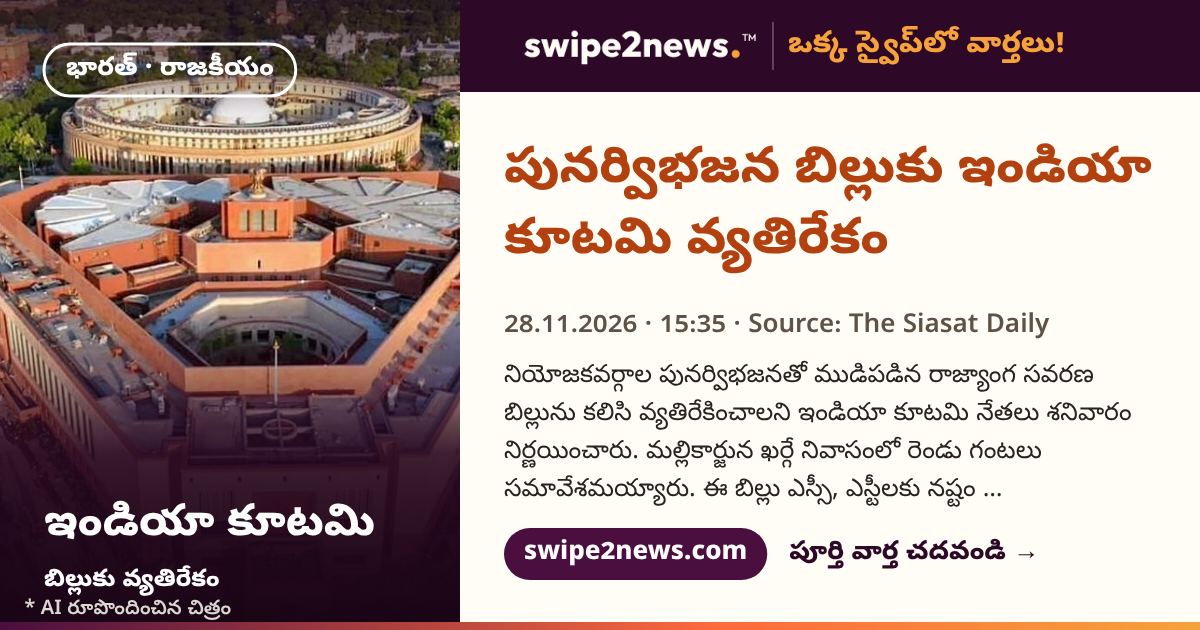 భారత్ · రాజకీయం
ఇండియా కూటమి
బిల్లుకు వ్యతిరేకం
* AI రూపొందించిన చిత్రం
swipe2news.™
ఒక్క స్వైప్‌లో వార్తలు!
పునర్విభజన బిల్లుకు ఇండియా
కూటమి వ్యతిరేకం
28.11.2026 · 15:35 · Source: The Siasat Daily
నియోజకవర్గాల పునర్విభజనతో ముడిపడిన రాజ్యాంగ సవరణ
బిల్లును కలిసి వ్యతిరేకించాలని ఇండియా కూటమి నేతలు శనివారం
నిర్ణయించారు. మల్లికార్జున ఖర్గే నివాసంలో రెండు గంటలు
సమావేశమయ్యారు. ఈ బిల్లు ఎస్సీ, ఎస్టీలకు నష్టం ...
swipe2news.com
పూర్తి వార్త చదవండి →